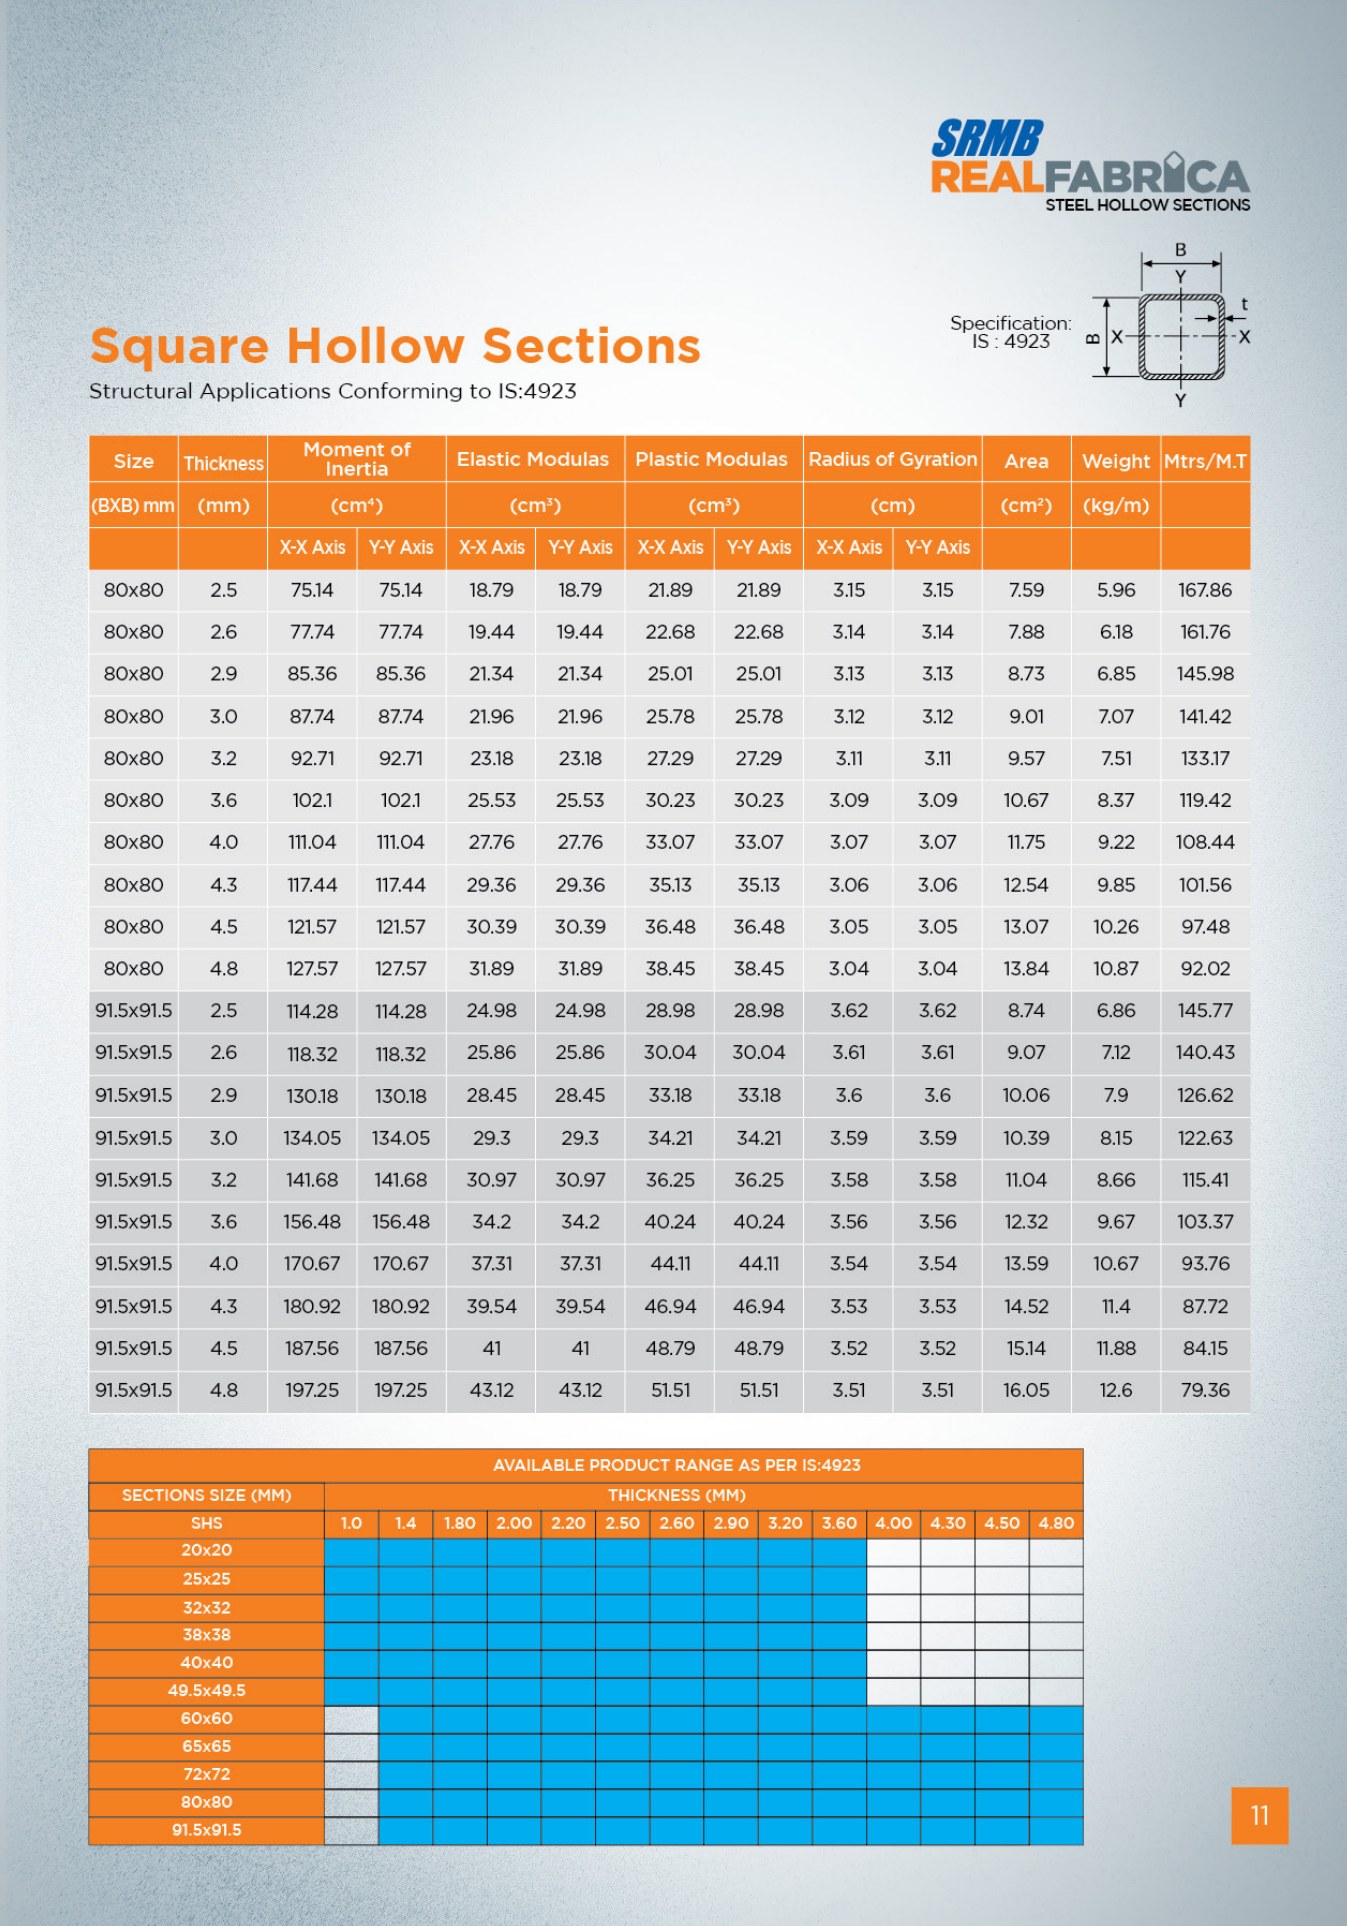 SRMB
REALFABRICA
STEEL HOLLOW SECTIONS
B
Y
t
Specification:
IS : 4923
B
X
X
Y
Square Hollow Sections
Structural Applications Conforming to IS:4923
Size Thickness Moment of Inertia Elastic Modulas Plastic Modulas Radius of Gyration Area Weight Mtrs/M.T
(BXB) mm (mm) (cm⁴) (cm³) (cm³) (cm) (cm²) (kg/m)
X-X Axis Y-Y Axis X-X Axis Y-Y Axis X-X Axis Y-Y Axis X-X Axis Y-Y Axis
80x80 2.5 75.14 75.14 18.79 18.79 21.89 21.89 3.15 3.15 7.59 5.96 167.86
80x80 2.6 77.74 77.74 19.44 19.44 22.68 22.68 3.14 3.14 7.88 6.18 161.76
80x80 2.9 85.36 85.36 21.34 21.34 25.01 25.01 3.13 3.13 8.73 6.85 145.98
80x80 3.0 87.74 87.74 21.96 21.96 25.78 25.78 3.12 3.12 9.01 7.07 141.42
80x80 3.2 92.71 92.71 23.18 23.18 27.29 27.29 3.11 3.11 9.57 7.51 133.17
80x80 3.6 102.1 102.1 25.53 25.53 30.23 30.23 3.09 3.09 10.67 8.37 119.42
80x80 4.0 111.04 111.04 27.76 27.76 33.07 33.07 3.07 3.07 11.75 9.22 108.44
80x80 4.3 117.44 117.44 29.36 29.36 35.13 35.13 3.06 3.06 12.54 9.85 101.56
80x80 4.5 121.57 121.57 30.39 30.39 36.48 36.48 3.05 3.05 13.07 10.26 97.48
80x80 4.8 127.57 127.57 31.89 31.89 38.45 38.45 3.04 3.04 13.84 10.87 92.02
91.5x91.5 2.5 114.28 114.28 24.98 24.98 28.98 28.98 3.62 3.62 8.74 6.86 145.77
91.5x91.5 2.6 118.32 118.32 25.86 25.86 30.04 30.04 3.61 3.61 9.07 7.12 140.43
91.5x91.5 2.9 130.18 130.18 28.45 28.45 33.18 33.18 3.6 3.6 10.06 7.9 126.62
91.5x91.5 3.0 134.05 134.05 29.3 29.3 34.21 34.21 3.59 3.59 10.39 8.15 122.63
91.5x91.5 3.2 141.68 141.68 30.97 30.97 36.25 36.25 3.58 3.58 11.04 8.66 115.41
91.5x91.5 3.6 156.48 156.48 34.2 34.2 40.24 40.24 3.56 3.56 12.32 9.67 103.37
91.5x91.5 4.0 170.67 170.67 37.31 37.31 44.11 44.11 3.54 3.54 13.59 10.67 93.76
91.5x91.5 4.3 180.92 180.92 39.54 39.54 46.94 46.94 3.53 3.53 14.52 11.4 87.72
91.5x91.5 4.5 187.56 187.56 41 41 48.79 48.79 3.52 3.52 15.14 11.88 84.15
91.5x91.5 4.8 197.25 197.25 43.12 43.12 51.51 51.51 3.51 3.51 16.05 12.6 79.36
AVAILABLE PRODUCT RANGE AS PER IS:4923
SECTIONS SIZE (MM) THICKNESS (MM)
SHS 1.0 1.4 1.80 2.00 2.20 2.50 2.60 2.90 3.20 3.60 4.00 4.30 4.50 4.80
20x20
25x25
32x32
38x38
40x40
49.5x49.5
60x60
65x65
72x72
80x80
91.5x91.5
11